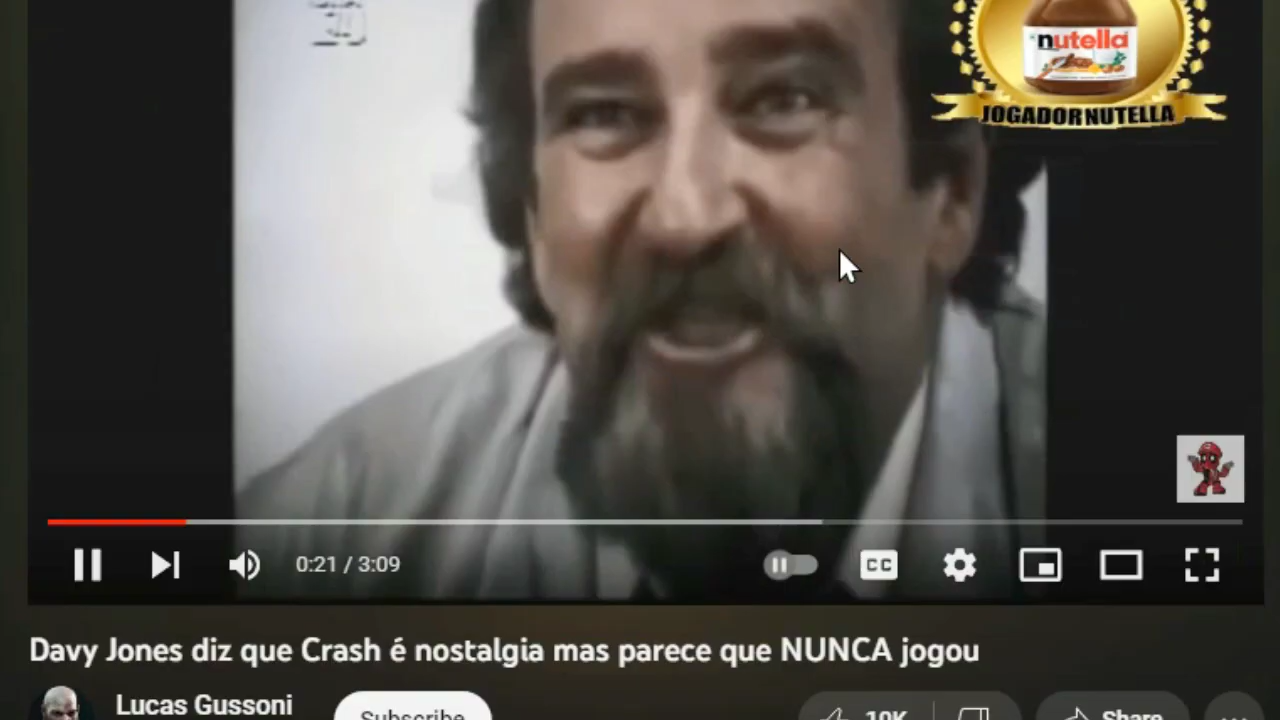 nutella
JOGADOR NUTELLA
0:21 / 3:09
CC
Davy Jones diz que Crash é nostalgia mas parece que NUNCA jogou
Lucas Gussoni
Subscribe
10K
Share